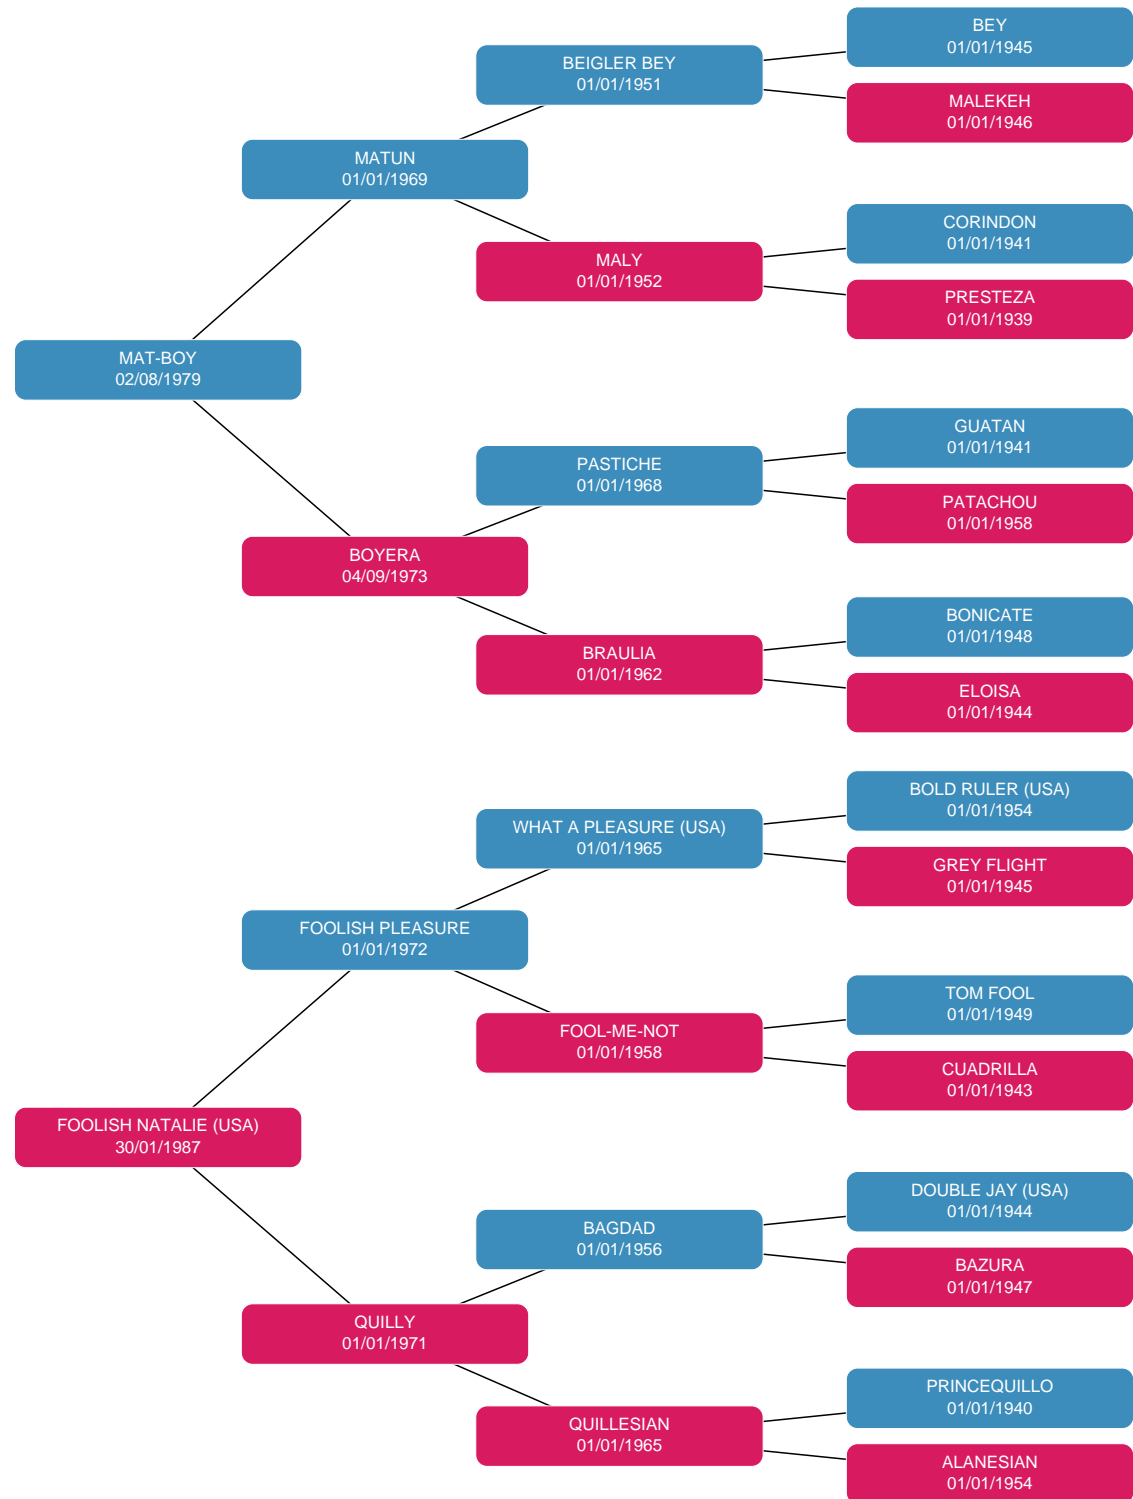 BEY
01/01/1945
BEIGLER BEY
01/01/1951
MALEKEH
01/01/1946
MATUN
01/01/1969
CORINDON
01/01/1941
MALY
01/01/1952
PRESTEZA
01/01/1939
MAT-BOY
02/08/1979
GUATAN
01/01/1941
PASTICHE
01/01/1968
PATACHOU
01/01/1958
BOYERA
04/09/1973
BONICATE
01/01/1948
BRAULIA
01/01/1962
ELOISA
01/01/1944
BOLD RULER (USA)
01/01/1954
WHAT A PLEASURE (USA)
01/01/1965
GREY FLIGHT
01/01/1945
FOOLISH PLEASURE
01/01/1972
TOM FOOL
01/01/1949
FOOL-ME-NOT
01/01/1958
CUADRILLA
01/01/1943
FOOLISH NATALIE (USA)
30/01/1987
DOUBLE JAY (USA)
01/01/1944
BAGDAD
01/01/1956
BAZURA
01/01/1947
QUILLY
01/01/1971
PRINCEQUILLO
01/01/1940
QUILLESIAN
01/01/1965
ALANESIAN
01/01/1954